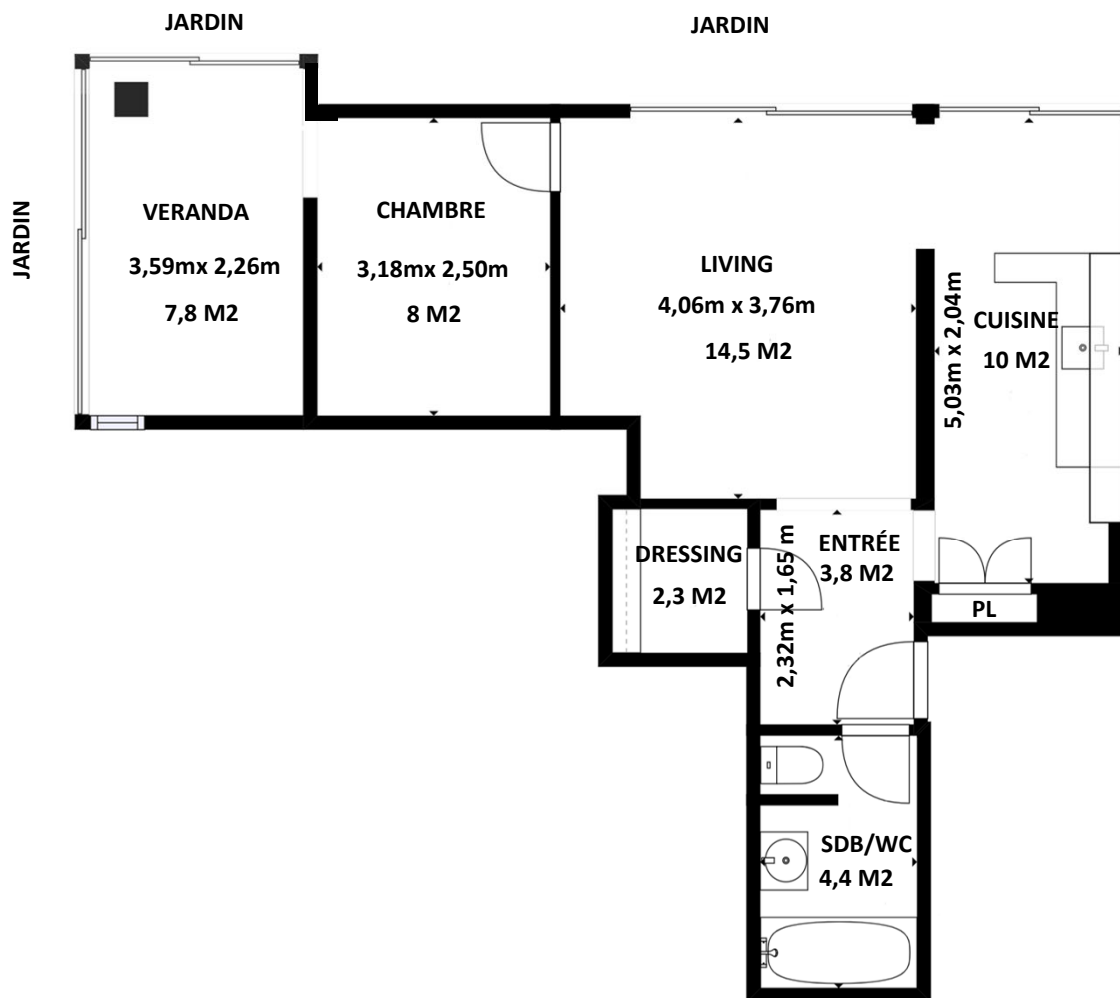 JARDIN
JARDIN
JARDIN
VERANDA
3,59mx 2,26m
7,8 M2
CHAMBRE
3,18mx 2,50m
8 M2
LIVING
4,06m x 3,76m
14,5 M2
5,03m x 2,04m
CUISINE
10 M2
DRESSING
2,3 M2
2,32m x 1,65 m
ENTRÉE
3,8 M2
PL
SDB/WC
4,4 M2